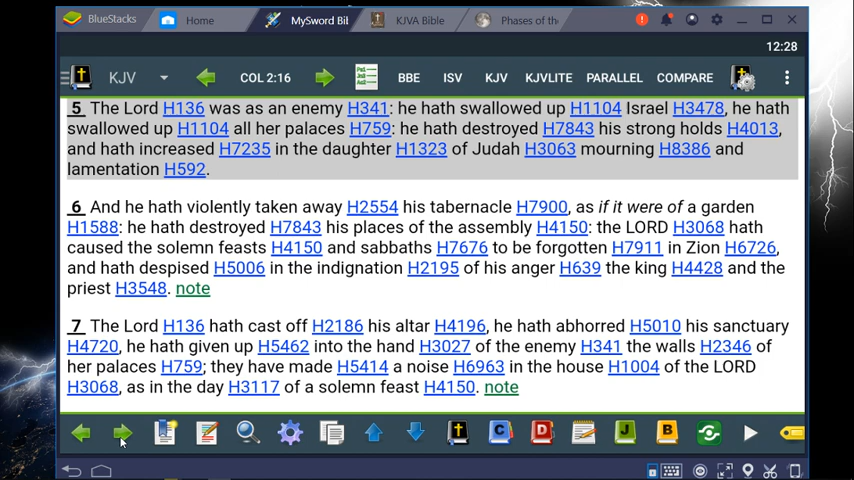 BlueStacks Home MySword Bib KJVA Bible Phases of the
12:28
KJV COL 2:16 BBE ISV KJV KJVLITE PARALLEL COMPARE
5 The Lord H136 was as an enemy H341: he hath swallowed up H1104 Israel H3478, he hath
swallowed up H1104 all her palaces H759: he hath destroyed H7843 his strong holds H4013,
and hath increased H7235 in the daughter H1323 of Judah H3063 mourning H8386 and
lamentation H592.
6 And he hath violently taken away H2554 his tabernacle H7900, as if it were of a garden
H1588: he hath destroyed H7843 his places of the assembly H4150: the LORD H3068 hath
caused the solemn feasts H4150 and sabbaths H7676 to be forgotten H7911 in Zion H6726,
and hath despised H5006 in the indignation H2195 of his anger H639 the king H4428 and the
priest H3548. note
7 The Lord H136 hath cast off H2186 his altar H4196, he hath abhorred H5010 his sanctuary
H4720, he hath given up H5462 into the hand H3027 of the enemy H341 the walls H2346 of
her palaces H759; they have made H5414 a noise H6963 in the house H1004 of the LORD
H3068, as in the day H3117 of a solemn feast H4150. note
C D J B